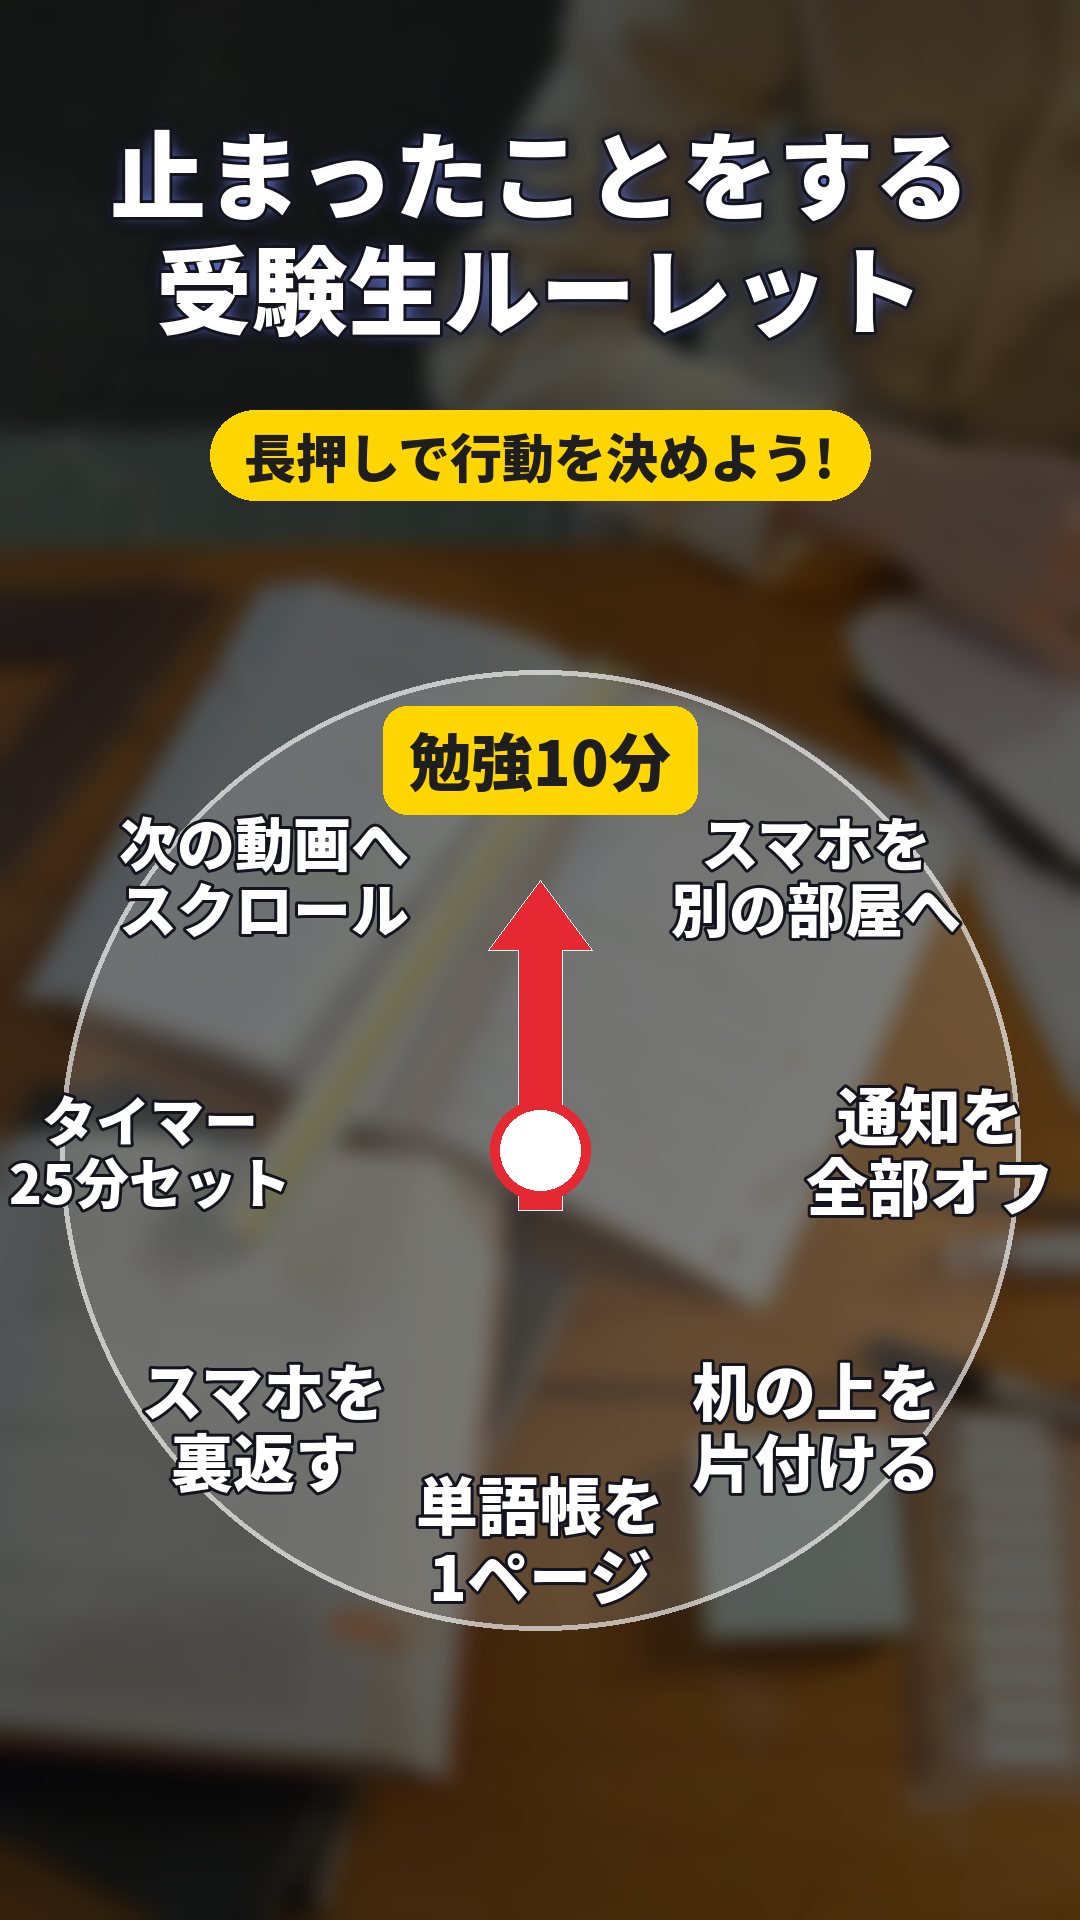 止まったことをする
受験生ルーレット
長押しで行動を決めよう!
勉強10分
次の動画へ
スクロール
スマホを
別の部屋へ
タイマー
25分セット
通知を
全部オフ
スマホを
裏返す
机の上を
片付ける
単語帳を
1ページ